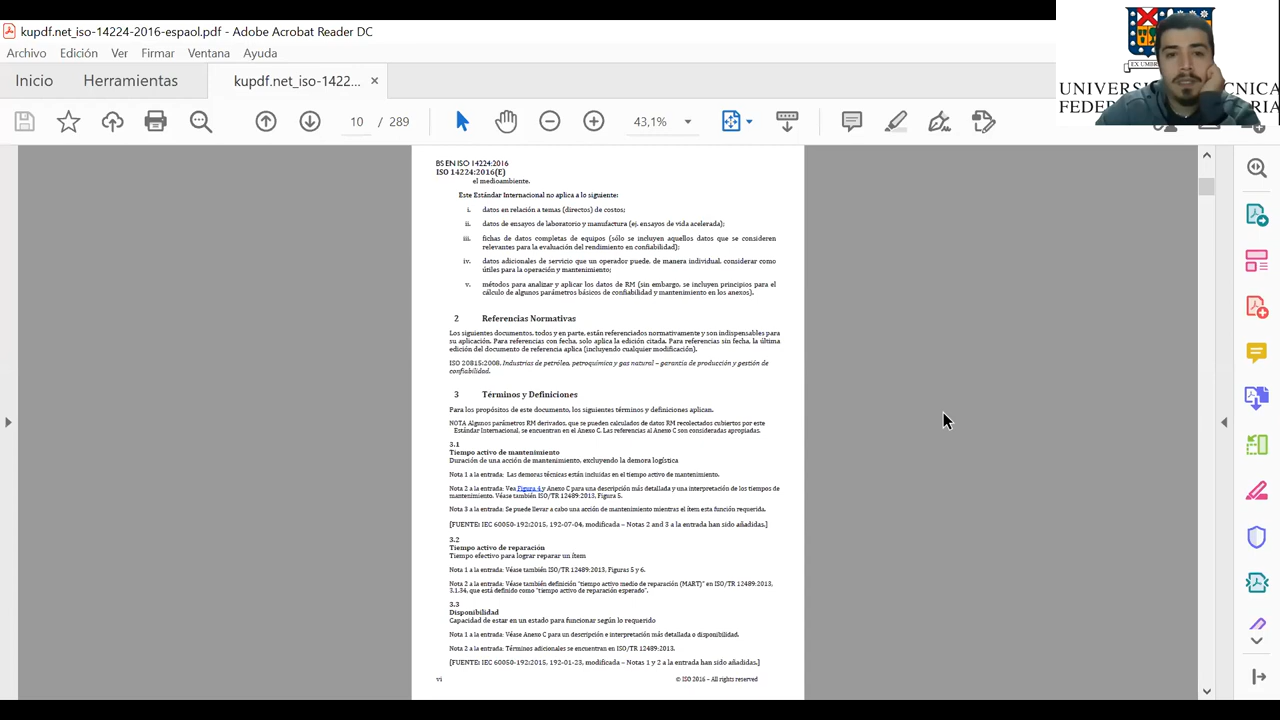 kupdf.net_iso-14224-2016-espaol.pdf - Adobe Acrobat Reader DC
Archivo Edición Ver Firmar Ventana Ayuda
Inicio Herramientas kupdf.net_iso-1422... ×
10 / 289 43,1%
EX UMBR
UNIVERSI CNICA
FEDER RIA
BS EN ISO 14224:2016
ISO 14224:2016(E)
el medioambiente.
Este Estándar Internacional no aplica a lo siguiente:
i. datos en relación a temas (directos) de costos;
ii. datos de ensayos de laboratorio y manufactura (ej. ensayos de vida acelerada);
iii. fichas de datos completas de equipos (sólo se incluyen aquellos datos que se consideren
relevantes para la evaluación del rendimiento en confiabilidad);
iv. datos adicionales de servicio que un operador puede, de manera individual, considerar como
útiles para la operación y mantenimiento;
v. métodos para analizar y aplicar los datos de RM (sin embargo, se incluyen principios para el
cálculo de algunos parámetros básicos de confiabilidad y mantenimiento en los anexos).
2 Referencias Normativas
Los siguientes documentos, todos y en parte, están referenciados normativamente y son indispensables para
su aplicación. Para referencias con fecha, solo aplica la edición citada. Para referencias sin fecha, la última
edición del documento de referencia aplica (incluyendo cualquier modificación).
ISO 20815:2008. Industrias de petróleo, petroquímica y gas natural – garantía de producción y gestión de
confiabilidad.
3 Términos y Definiciones
Para los propósitos de este documento, los siguientes términos y definiciones aplican.
NOTA Algunos parámetros RM derivados, que se pueden calculados de datos RM recolectados cubiertos por este
Estándar Internacional, se encuentran en el Anexo C. Las referencias al Anexo C son consideradas apropiadas.
3.1
Tiempo activo de mantenimiento
Duración de una acción de mantenimiento, excluyendo la demora logística
Nota 1 a la entrada: Las demoras técnicas están incluidas en el tiempo activo de mantenimiento.
Nota 2 a la entrada: Vea Figura 4 y Anexo C para una descripción más detallada y una interpretación de los tiempos de
mantenimiento. Véase también ISO/TR 12489:2013, Figura 5.
Nota 3 a la entrada: Se puede llevar a cabo una acción de mantenimiento mientras el ítem esta función requerida.
[FUENTE: IEC 60050-192:2015, 192-07-04, modificada – Notas 2 and 3 a la entrada han sido añadidas.]
3.2
Tiempo activo de reparación
Tiempo efectivo para lograr reparar un ítem
Nota 1 a la entrada: Véase también ISO/TR 12489:2013, Figuras 5 y 6.
Nota 2 a la entrada: Véase también definición "tiempo activo medio de reparación (MART)" en ISO/TR 12489:2013,
3.1.34, que está definido como "tiempo activo de reparación esperado".
3.3
Disponibilidad
Capacidad de estar en un estado para funcionar según lo requerido
Nota 1 a la entrada: Véase Anexo C para un descripción e interpretación más detallada o disponibilidad.
Nota 2 a la entrada: Términos adicionales se encuentran en ISO/TR 12489:2013.
[FUENTE: IEC 60050-192:2015, 192-01-23, modificada – Notas 1 y 2 a la entrada han sido añadidas.]
vi © ISO 2016 – All rights reserved